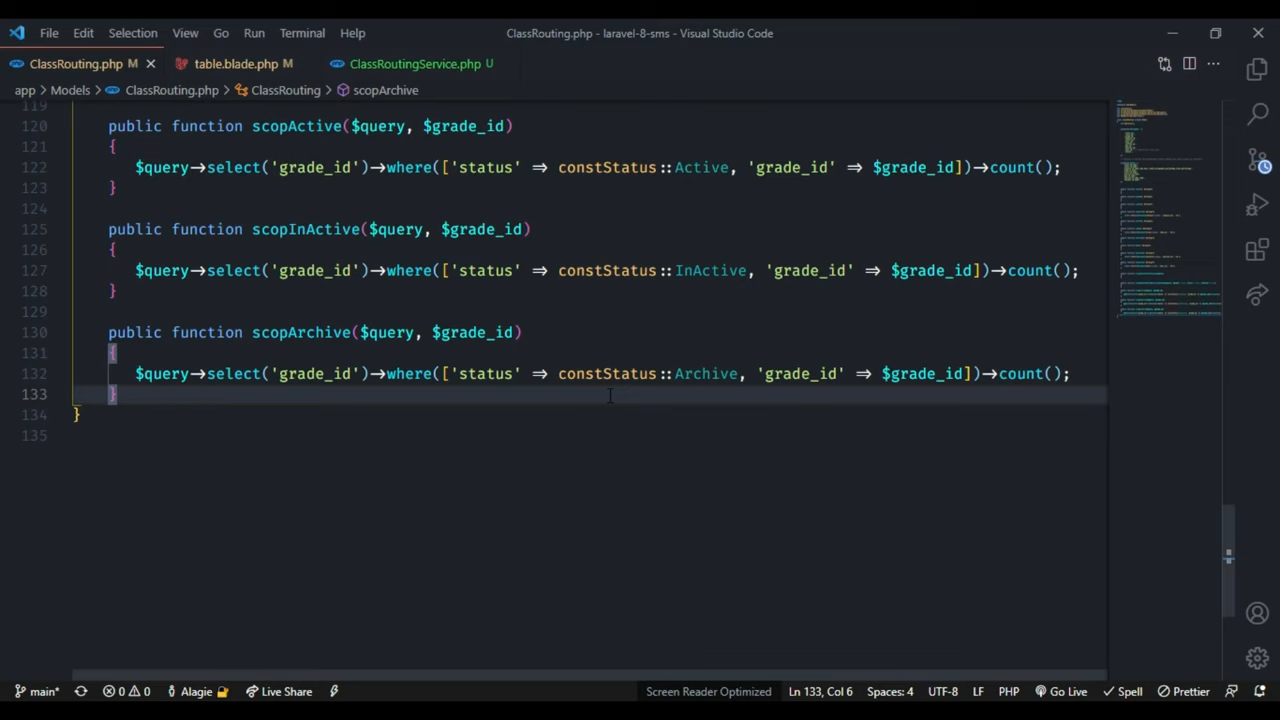 File Edit Selection View Go Run Terminal Help ClassRouting.php - laravel-8-sms - Visual Studio Code
ClassRouting.php M table.blade.php M ClassRoutingService.php U
app > Models > ClassRouting.php > ClassRouting > scopArchive
119
120 public function scopActive($query, $grade_id)
121 {
122 $query->select('grade_id')->where(['status' => constStatus::Active, 'grade_id' => $grade_id])->count();
123 }
124
125 public function scopInActive($query, $grade_id)
126 {
127 $query->select('grade_id')->where(['status' => constStatus::InActive, 'grade_id' => $grade_id])->count();
128 }
129
130 public function scopArchive($query, $grade_id)
131 {
132 $query->select('grade_id')->where(['status' => constStatus::Archive, 'grade_id' => $grade_id])->count();
133 }
134 }
135
main* 0 0 Alagie Live Share Screen Reader Optimized Ln 133, Col 6 Spaces: 4 UTF-8 LF PHP Go Live Spell Prettier